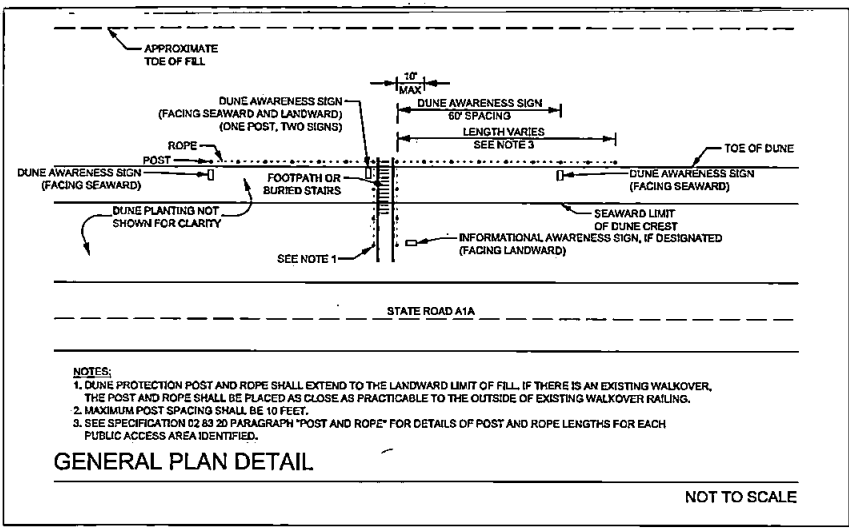 APPROXIMATE
TOE OF FILL
10'
MAX
DUNE AWARENESS SIGN
(FACING SEAWARD AND LANDWARD)
(ONE POST, TWO SIGNS)
DUNE AWARENESS SIGN
60' SPACING
LENGTH VARIES
SEE NOTE 3
ROPE
POST
TOE OF DUNE
DUNE AWARENESS SIGN
(FACING SEAWARD)
FOOTPATH OR
BURIED STAIRS
DUNE AWARENESS SIGN
(FACING SEAWARD)
DUNE PLANTING NOT
SHOWN FOR CLARITY
SEAWARD LIMIT
OF DUNE CREST
INFORMATIONAL AWARENESS SIGN, IF DESIGNATED
(FACING LANDWARD)
SEE NOTE 1
STATE ROAD A1A
NOTES:
1. DUNE PROTECTION POST AND ROPE SHALL EXTEND TO THE LANDWARD LIMIT OF FILL. IF THERE IS AN EXISTING WALKOVER,
THE POST AND ROPE SHALL BE PLACED AS CLOSE AS PRACTICABLE TO THE OUTSIDE OF EXISTING WALKOVER RAILING.
2. MAXIMUM POST SPACING SHALL BE 10 FEET.
3. SEE SPECIFICATION 02 83 20 PARAGRAPH "POST AND ROPE" FOR DETAILS OF POST AND ROPE LENGTHS FOR EACH
PUBLIC ACCESS AREA IDENTIFIED.
GENERAL PLAN DETAIL
NOT TO SCALE